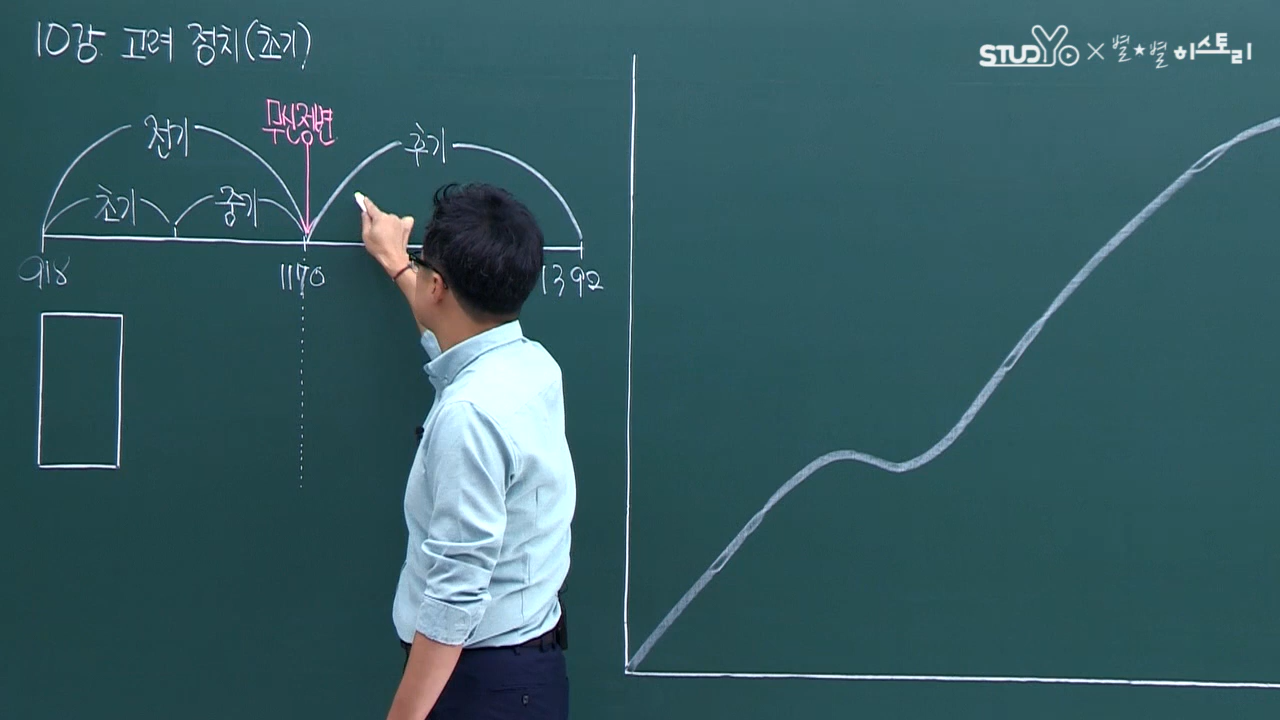 10강 고려 정치(초기)
STUDYo × 별★별 히스토리
무신정변
전기
후기
초기 중기
918 1170 1392